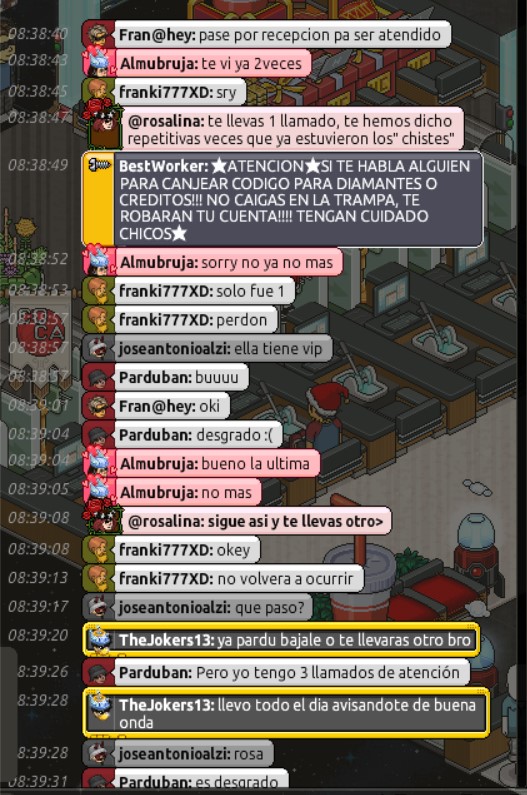 08:38:40 Fran@hey: pase por recepcion pa ser atendido
08:38:43 Almubruja: te vi ya 2veces
08:38:45 franki777XD: sry
08:38:47 @rosalina: te llevas 1 llamado, te hemos dicho
repetitivas veces que ya estuvieron los" chistes"
08:38:49 BestWorker: ★ATENCION★SI TE HABLA ALGUIEN
PARA CANJEAR CODIGO PARA DIAMANTES O
CREDITOS!!! NO CAIGAS EN LA TRAMPA, TE
ROBARAN TU CUENTA!!!! TENGAN CUIDADO
CHICOS★
08:38:52 Almubruja: sorry no ya no mas
08:38:53 franki777XD: solo fue 1
08:38:57 franki777XD: perdon
08:38:57 joseantonioalzi: ella tiene vip
08:38:57 Parduban: buuuu
08:39:01 Fran@hey: oki
08:39:04 Parduban: desgrado :(
08:39:04 Almubruja: bueno la ultima
08:39:05 Almubruja: no mas
08:39:08 @rosalina: sigue asi y te llevas otro>
08:39:08 franki777XD: okey
08:39:13 franki777XD: no volvera a ocurrir
08:39:17 joseantonioalzi: que paso?
08:39:20 TheJokers13: ya pardu bajale o te llevaras otro bro
08:39:26 Parduban: Pero yo tengo 3 llamados de atención
08:39:28 TheJokers13: llevo todo el dia avisandote de buena
onda
08:39:28 joseantonioalzi: rosa
08:39:31 Parduban: es desgrado